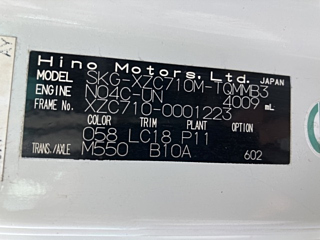 Hino Motors, Ltd. JAPAN
MODEL SKG-XZC710M-TQMMB3
ENGINE N04C-UN 4009 mL
FRAME No. XZC710-0001223
COLOR TRIM PLANT OPTION
058 LC18 P11
TRANS./AXLE M550 B10A 602